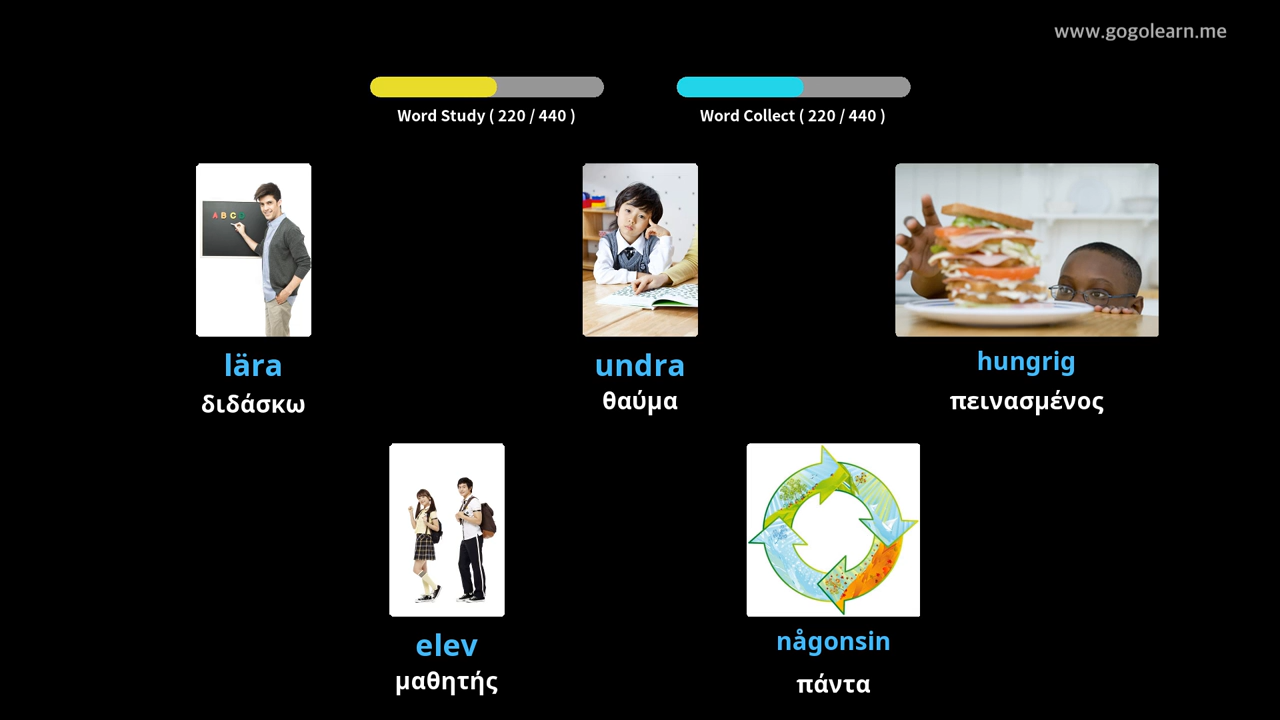 www.gogolearn.me
Word Study ( 220 / 440 )
Word Collect ( 220 / 440 )
A B C
lära
διδάσκω
undra
θαύμα
hungrig
πεινασμένος
elev
μαθητής
någonsin
πάντα